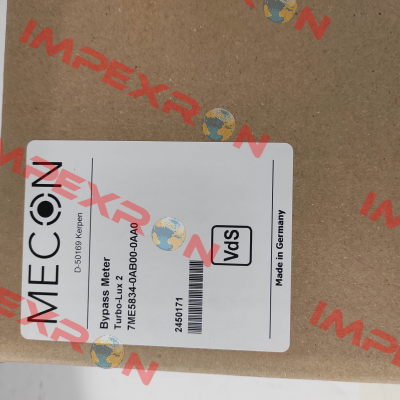 MECON
D-50169 Kerpen
Bypass Meter
Turbo-Lux 2
7ME5834-0AB00-0AA0
2450171
VdS
Made in Germany
IMPEXRON
IMPEXRON
IMPEXRON
IMPEXRON